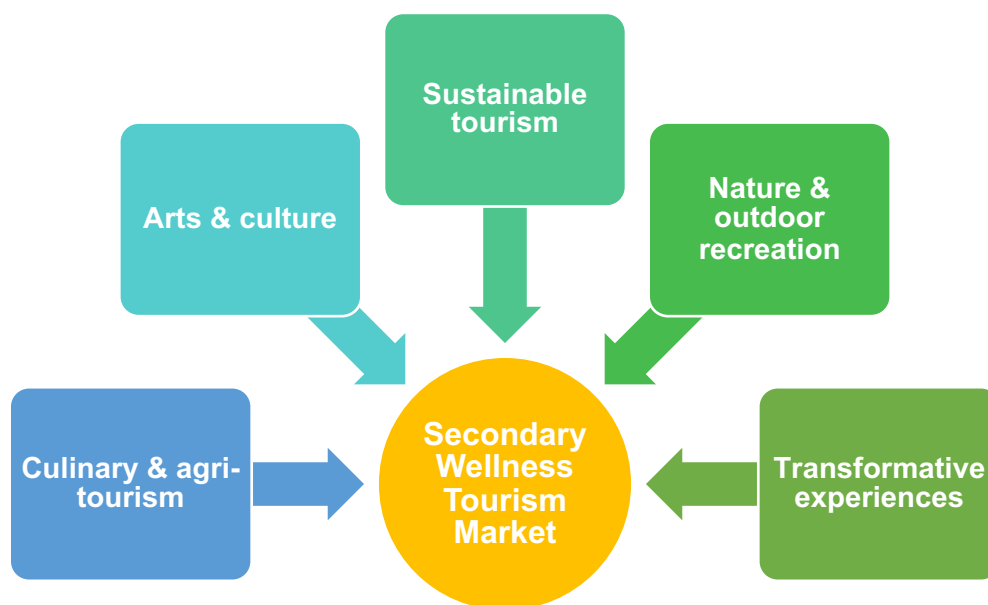 Sustainable
tourism
Arts & culture
Nature &
outdoor
recreation
Culinary & agri-
tourism
Secondary
Wellness
Tourism
Market
Transformative
experiences